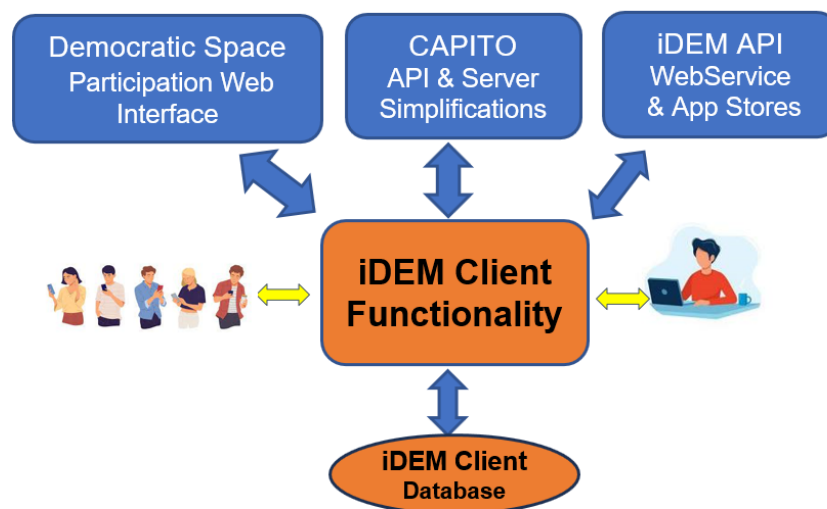 Democratic Space
Participation Web
Interface
CAPITO
API & Server
Simplifications
iDEM API
WebService
& App Stores
iDEM Client
Functionality
iDEM Client
Database